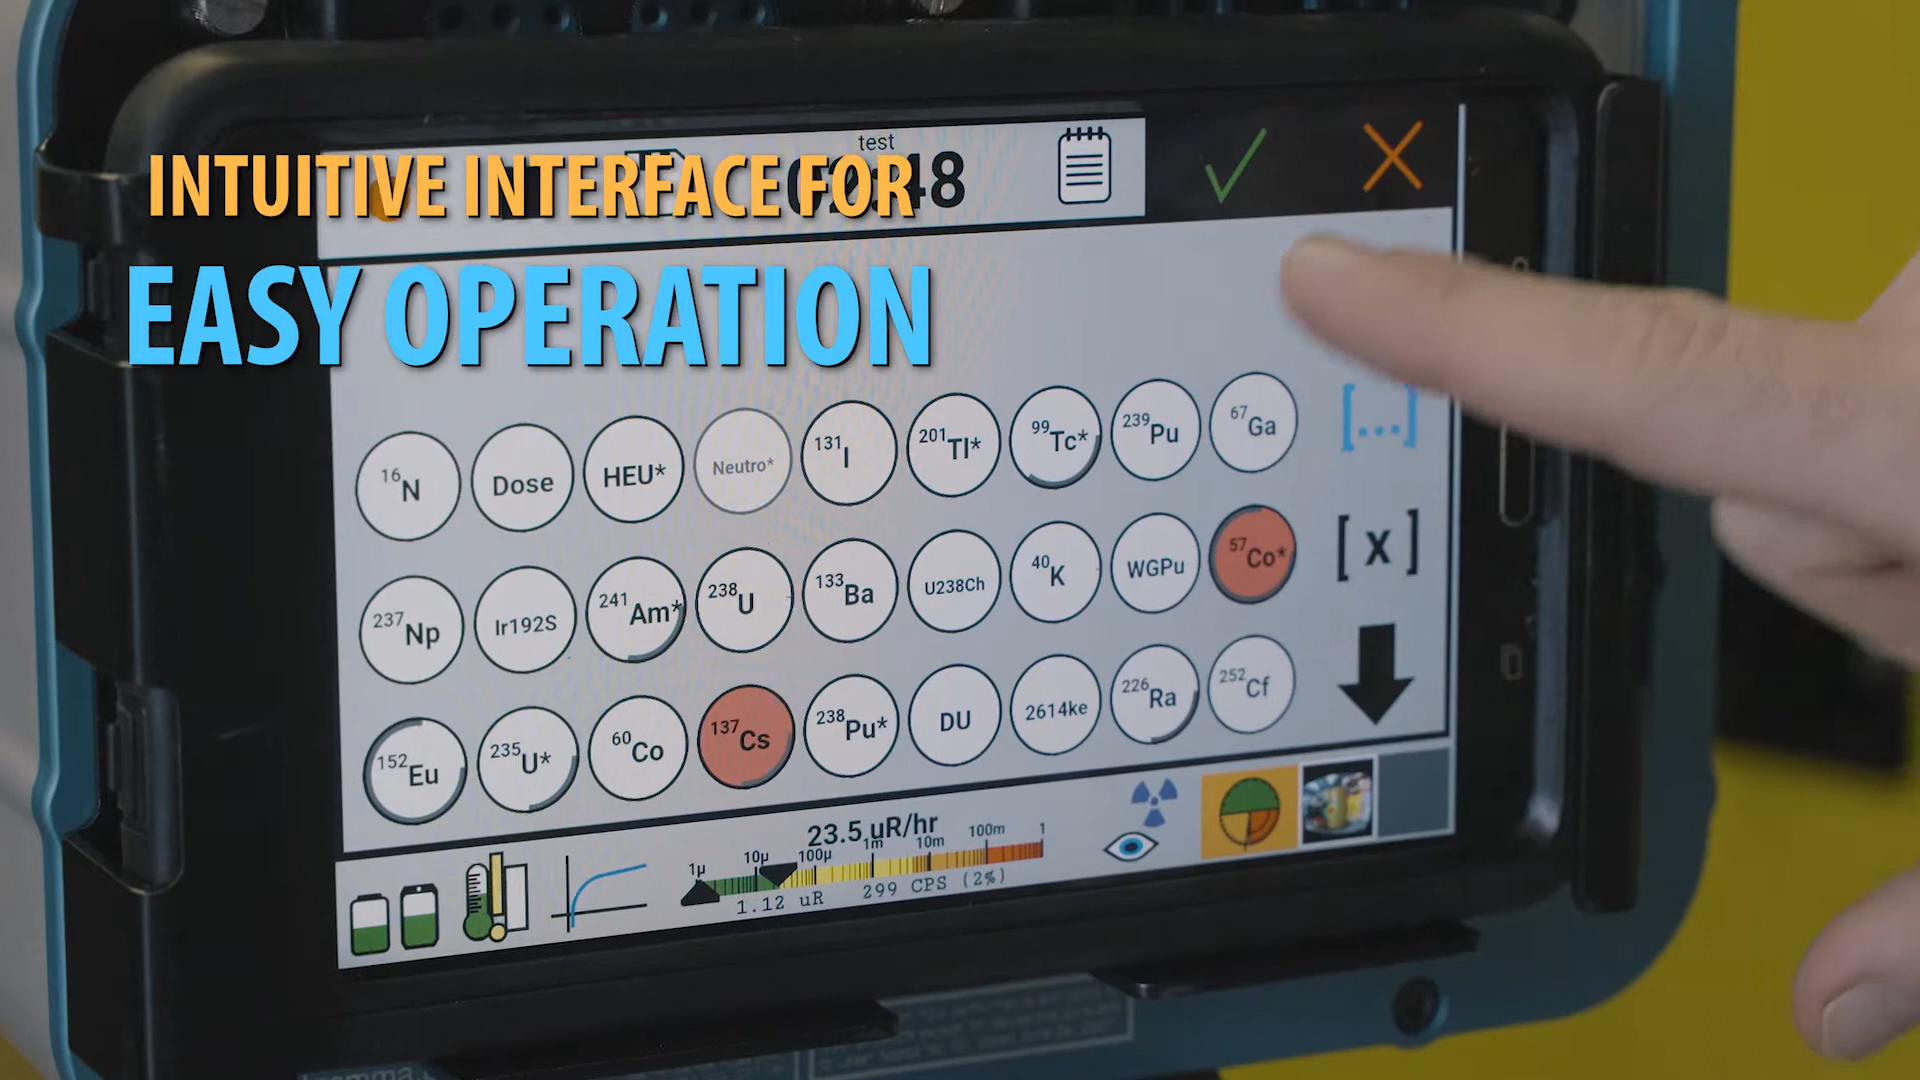 test
INTUITIVE INTERFACE FOR
EASY OPERATION
¹⁶N Dose HEU* Neutro* ¹³¹I ²⁰¹Tl* ⁹⁹Tc* ²³⁹Pu ⁶⁷Ga [...]
²³⁷Np Ir192S ²⁴¹Am* ²³⁸U ¹³³Ba U238Ch ⁴⁰K WGPu ⁵⁷Co* [x]
¹⁵²Eu ²³⁵U* ⁶⁰Co ¹³⁷Cs ²³⁸Pu* DU 2614ke ²²⁶Ra ²⁵²Cf
23.5 uR/hr
1µ 10µ 100µ 1m 10m 100m 1
1.12 uR 299 CPS (2%)